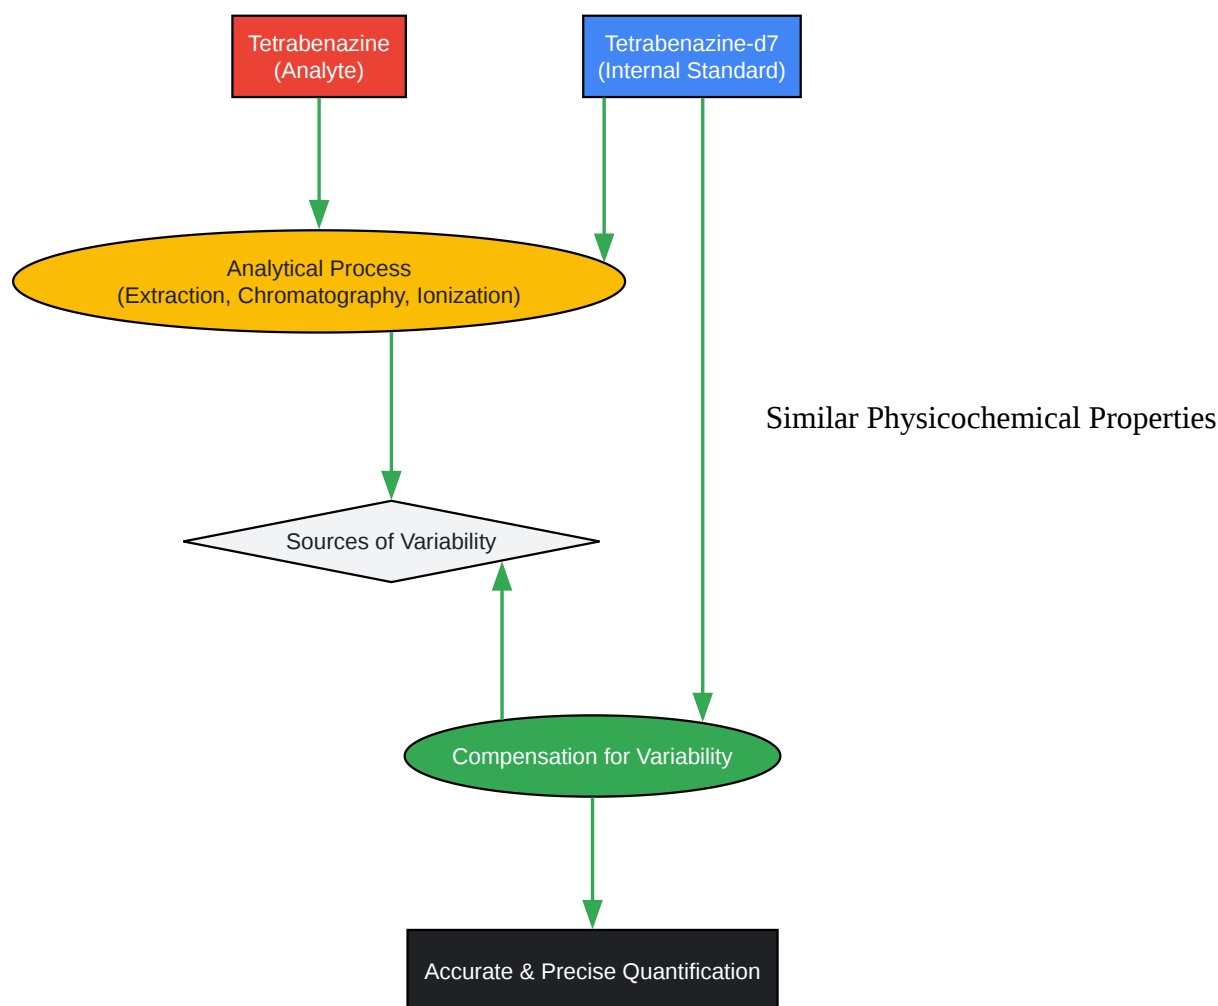 Tetrabenazine
(Analyte)
Tetrabenazine-d7
(Internal Standard)
Analytical Process
(Extraction, Chromatography, Ionization)
Similar Physicochemical Properties
Sources of Variability
Compensation for Variability
Accurate & Precise Quantification